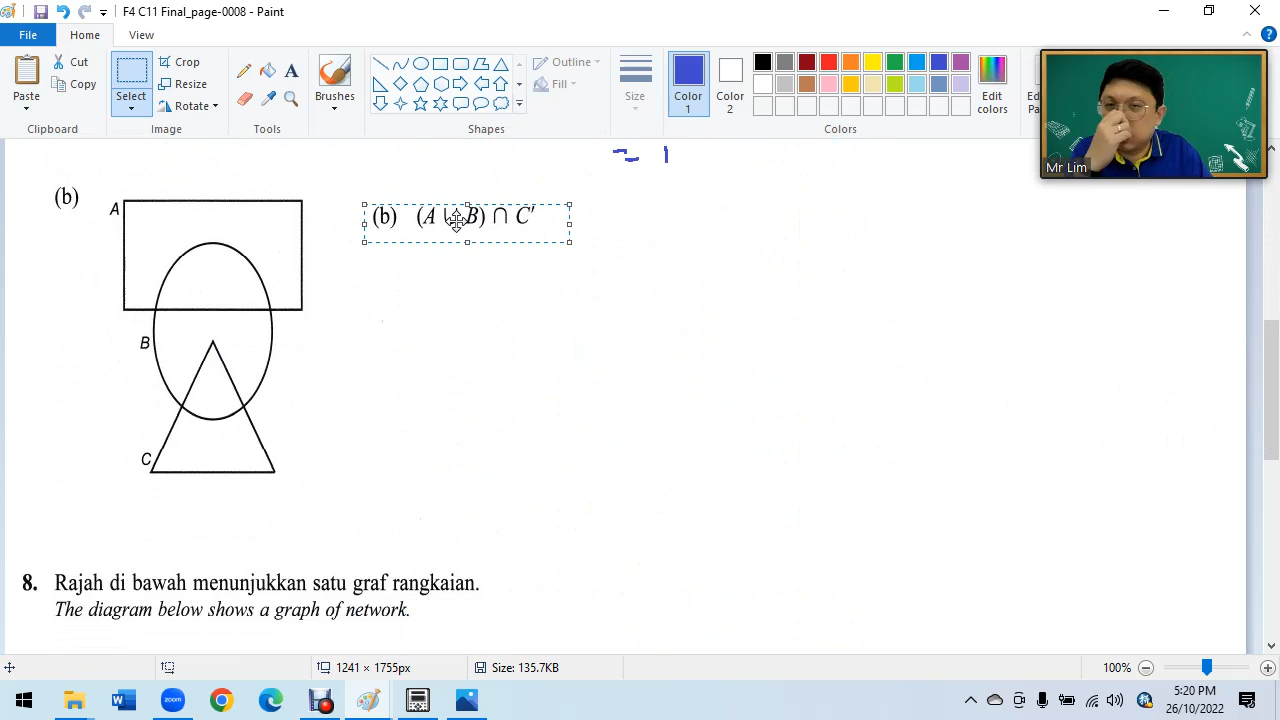 F4 C11 Final_page-0008 - Paint
File
Home
View
Paste
Cut
Copy
Clipboard
Select
Crop
Resize
Rotate
Image
A
Tools
Brushes
Shapes
Outline
Fill
Size
Color 1
Color 2
Edit colors
Colors
Mr Lim
(b)
A
B
C
(b) (A ∪ B) ∩ C′
8. Rajah di bawah menunjukkan satu graf rangkaian.
The diagram below shows a graph of network.
1241 × 1755px
Size: 135.7KB
100%
W
zoom
5:20 PM
26/10/2022